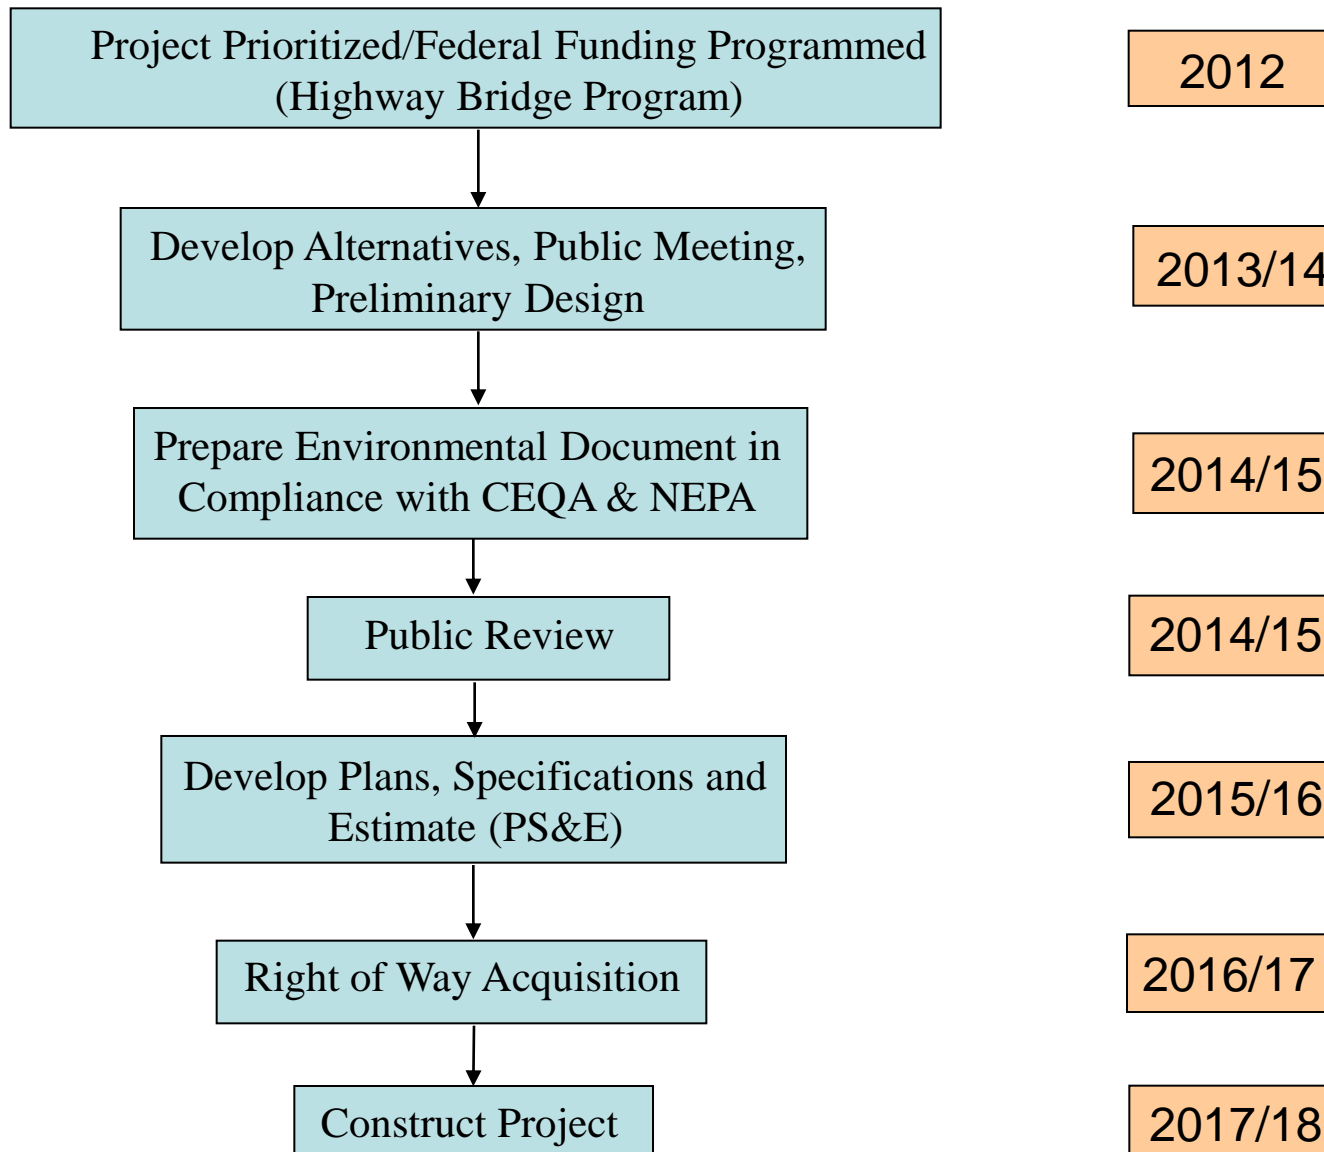 Project Prioritized/Federal Funding Programmed
(Highway Bridge Program)
2012
Develop Alternatives, Public Meeting,
Preliminary Design
2013/14
Prepare Environmental Document in
Compliance with CEQA & NEPA
2014/15
Public Review
2014/15
Develop Plans, Specifications and
Estimate (PS&E)
2015/16
Right of Way Acquisition
2016/17
Construct Project
2017/18